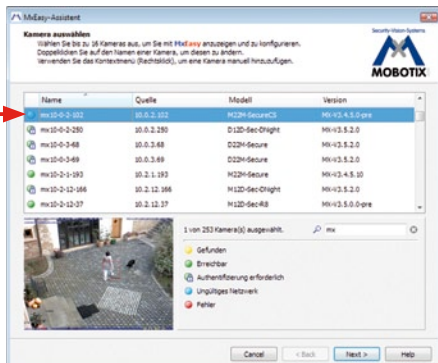 MxEasy-Assistent
Kamera auswählen
Wählen Sie bis zu 16 Kameras aus, um Sie mit MxEasy anzuzeigen und zu konfigurieren.
Doppelklicken Sie auf den Namen einer Kamera, um diesen zu ändern.
Verwenden Sie das Kontextmenü (Rechtsklick), um eine Kamera manuell hinzuzufügen.
Security-Vision-Systems
MOBOTIX
Name Quelle Modell Version
mx10-0-2-102 10.0.2.102 M22M-SecureCS MX-V3.4.5.0-pre
mx10-0-2-250 10.0.2.250 D12D-Sec-DNight MX-V3.5.2.0
mx10-0-3-68 10.0.3.68 D22M-Secure MX-V3.5.2.0
mx10-0-3-69 10.0.3.69 D22M-Secure MX-V3.5.2.0
mx10-2-1-193 10.2.1.193 M22M-Secure MX-V3.4.5.10
mx10-2-12-166 10.2.12.166 M12D-Sec-DNight MX-V3.5.2.0
mx10-2-12-37 10.2.12.37 M12D-Sec-R8 MX-V3.5.0.0-pre
1 von 253 Kamera(s) ausgewählt. mx
Gefunden
Erreichbar
Authentifizierung erforderlich
Ungültiges Netzwerk
Fehler
Cancel < Back Next > Help